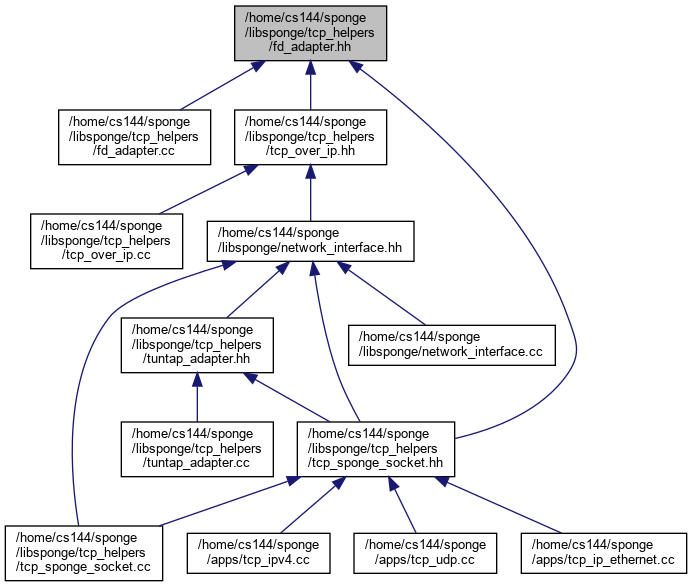 /home/cs144/sponge
/libsponge/tcp_helpers
/fd_adapter.hh
/home/cs144/sponge
/libsponge/tcp_helpers
/fd_adapter.cc
/home/cs144/sponge
/libsponge/tcp_helpers
/tcp_over_ip.hh
/home/cs144/sponge
/libsponge/tcp_helpers
/tcp_over_ip.cc
/home/cs144/sponge
/libsponge/network_interface.hh
/home/cs144/sponge
/libsponge/tcp_helpers
/tuntap_adapter.hh
/home/cs144/sponge
/libsponge/network_interface.cc
/home/cs144/sponge
/libsponge/tcp_helpers
/tuntap_adapter.cc
/home/cs144/sponge
/libsponge/tcp_helpers
/tcp_sponge_socket.hh
/home/cs144/sponge
/libsponge/tcp_helpers
/tcp_sponge_socket.cc
/home/cs144/sponge
/apps/tcp_ipv4.cc
/home/cs144/sponge
/apps/tcp_udp.cc
/home/cs144/sponge
/apps/tcp_ip_ethernet.cc